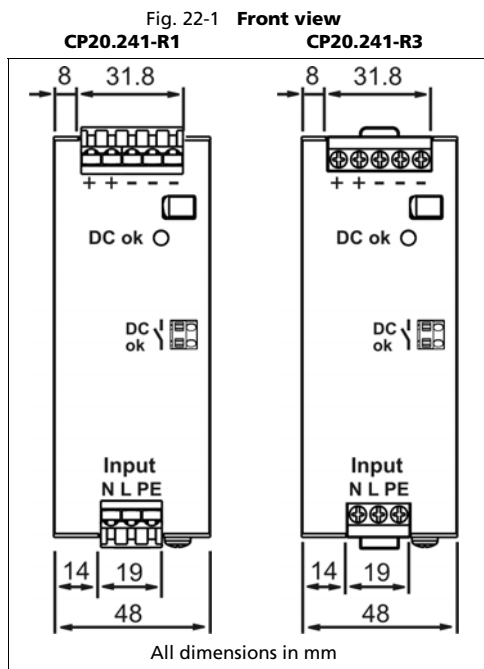 Fig. 22-1 Front view
CP20.241-R1 CP20.241-R3
8 31.8 8 31.8
+ + - - - + + - - -
DC ok DC ok
DC ok DC ok
Input Input
N L PE N L PE
14 19 14 19
48 48
All dimensions in mm